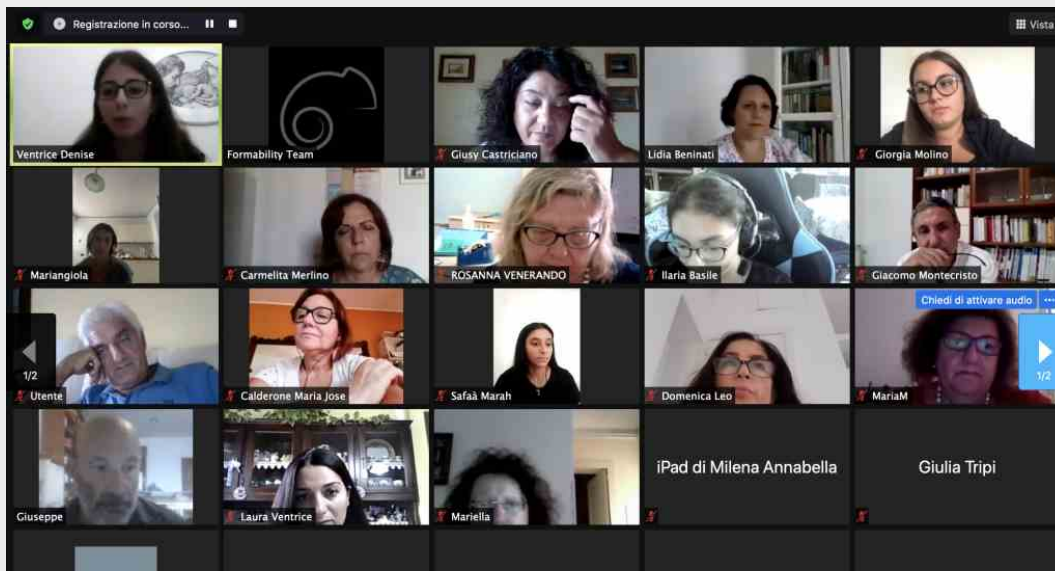 Registrazione in corso...
Vista
Ventrice Denise
Formability Team
Giusy Castriciano
Lidia Beninati
Giorgia Molino
Mariangiola
Carmelita Merlino
ROSANNA VENERANDO
Ilaria Basile
Giacomo Montecristo
Chiedi di attivare audio
...
1/2
1/2
Utente
Calderone Maria Jose
Safaà Marah
Domenica Leo
MariaM
Giuseppe
Laura Ventrice
Mariella
iPad di Milena Annabella
Giulia Tripi